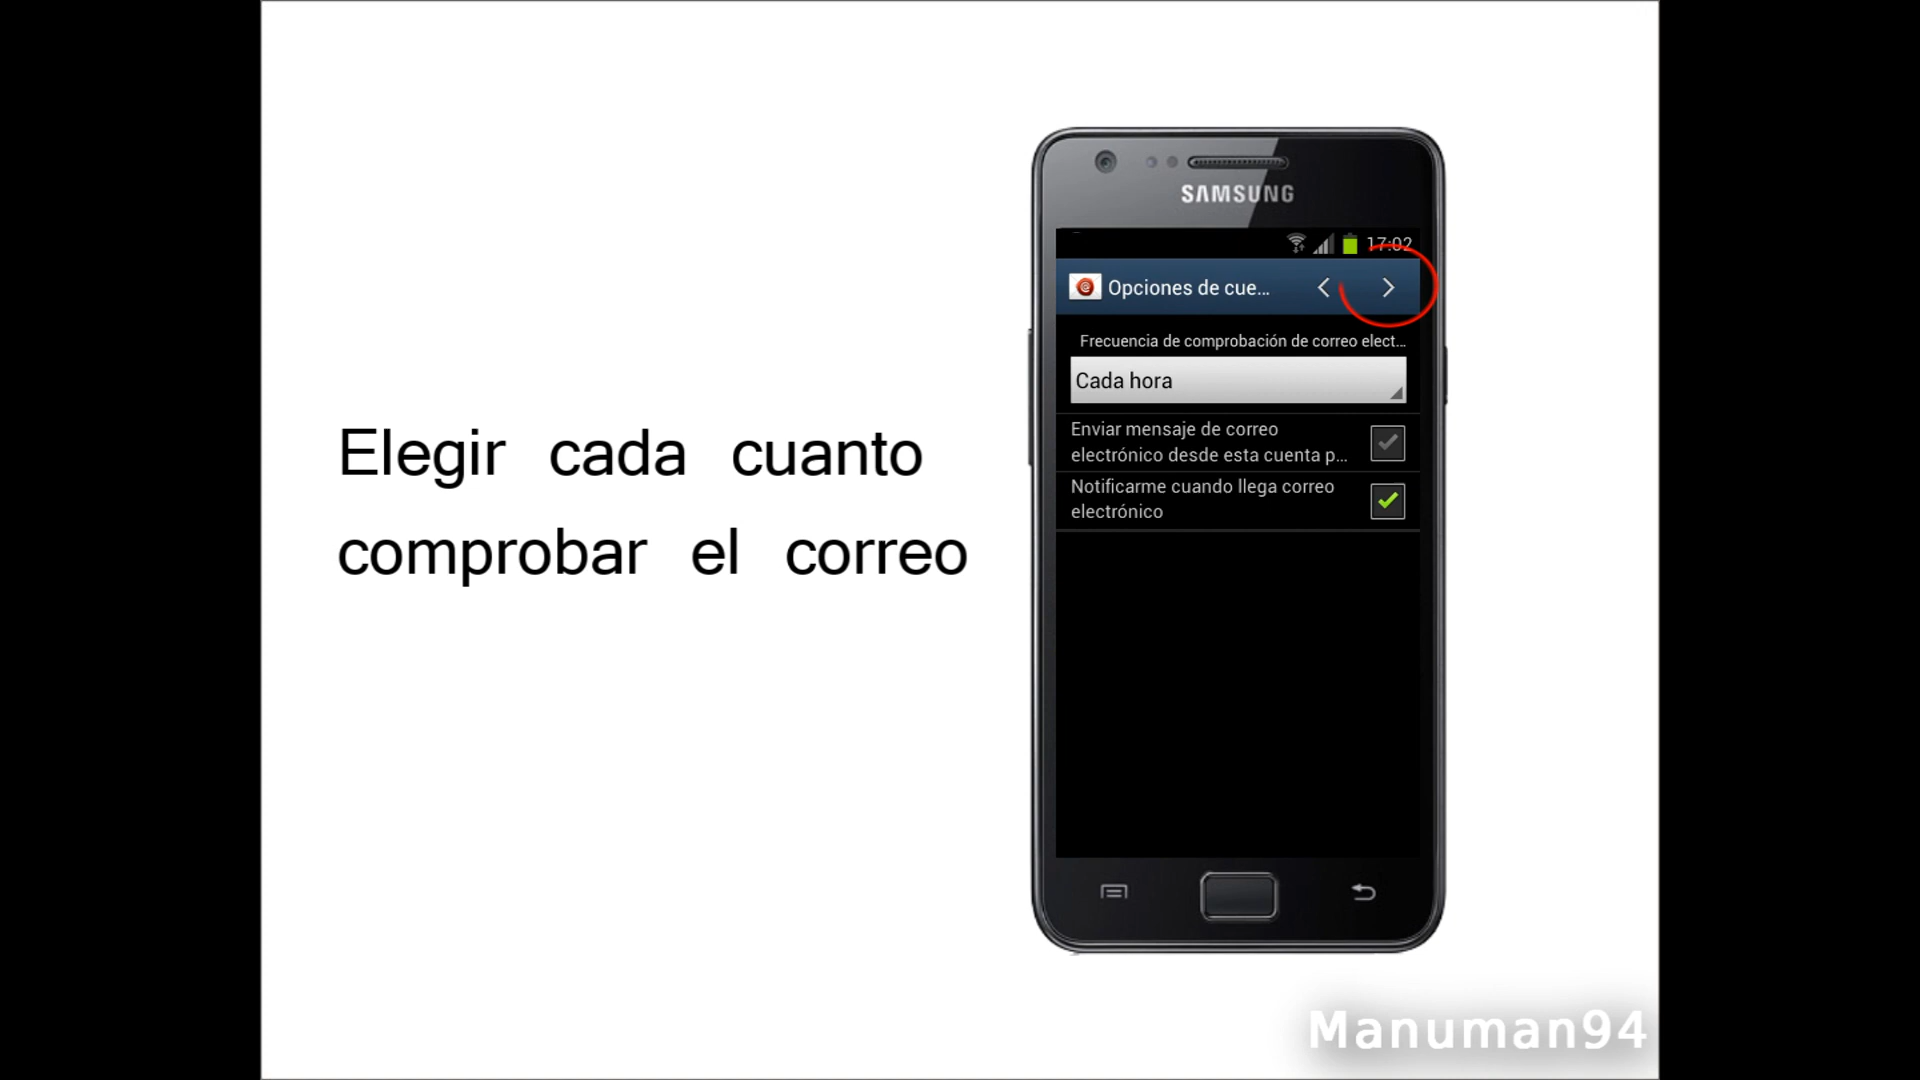 Elegir cada cuanto
comprobar el correo
SAMSUNG
17:02
Opciones de cue...
Frecuencia de comprobación de correo elect...
Cada hora
Enviar mensaje de correo
electrónico desde esta cuenta p...
Notificarme cuando llega correo
electrónico
Manuman94